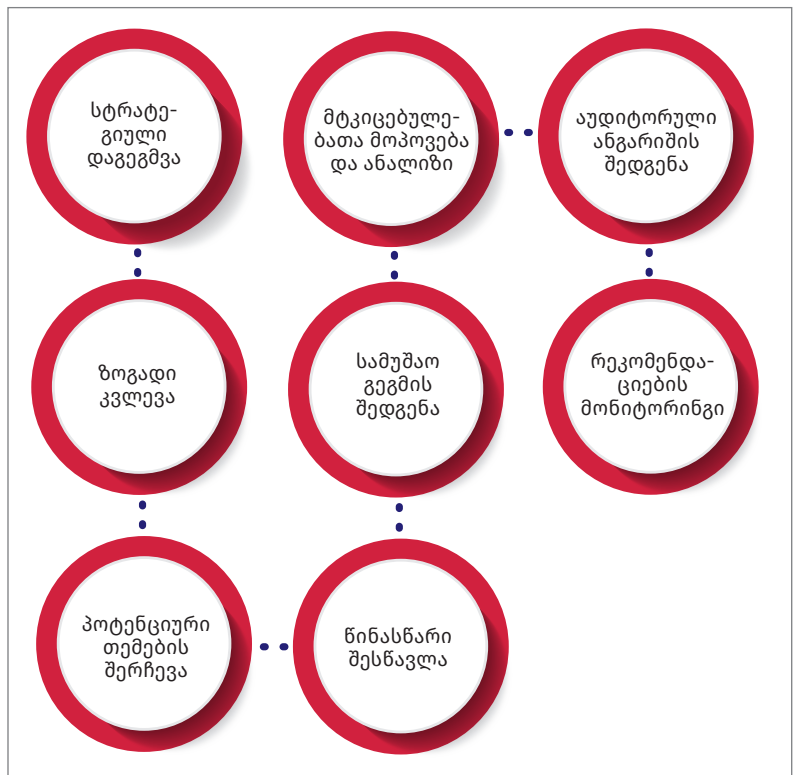 სტრატე-
გიული
დაგეგმვა
ზოგადი
კვლევა
პოტენციური
თემების
შერჩევა
წინასწარი
შესწავლა
სამუშაო
გეგმის
შედგენა
მტკიცებულე-
ბათა მოპოვება
და ანალიზი
აუდიტორული
ანგარიშის
შედგენა
რეკომენდა-
ციების
მონიტორინგი